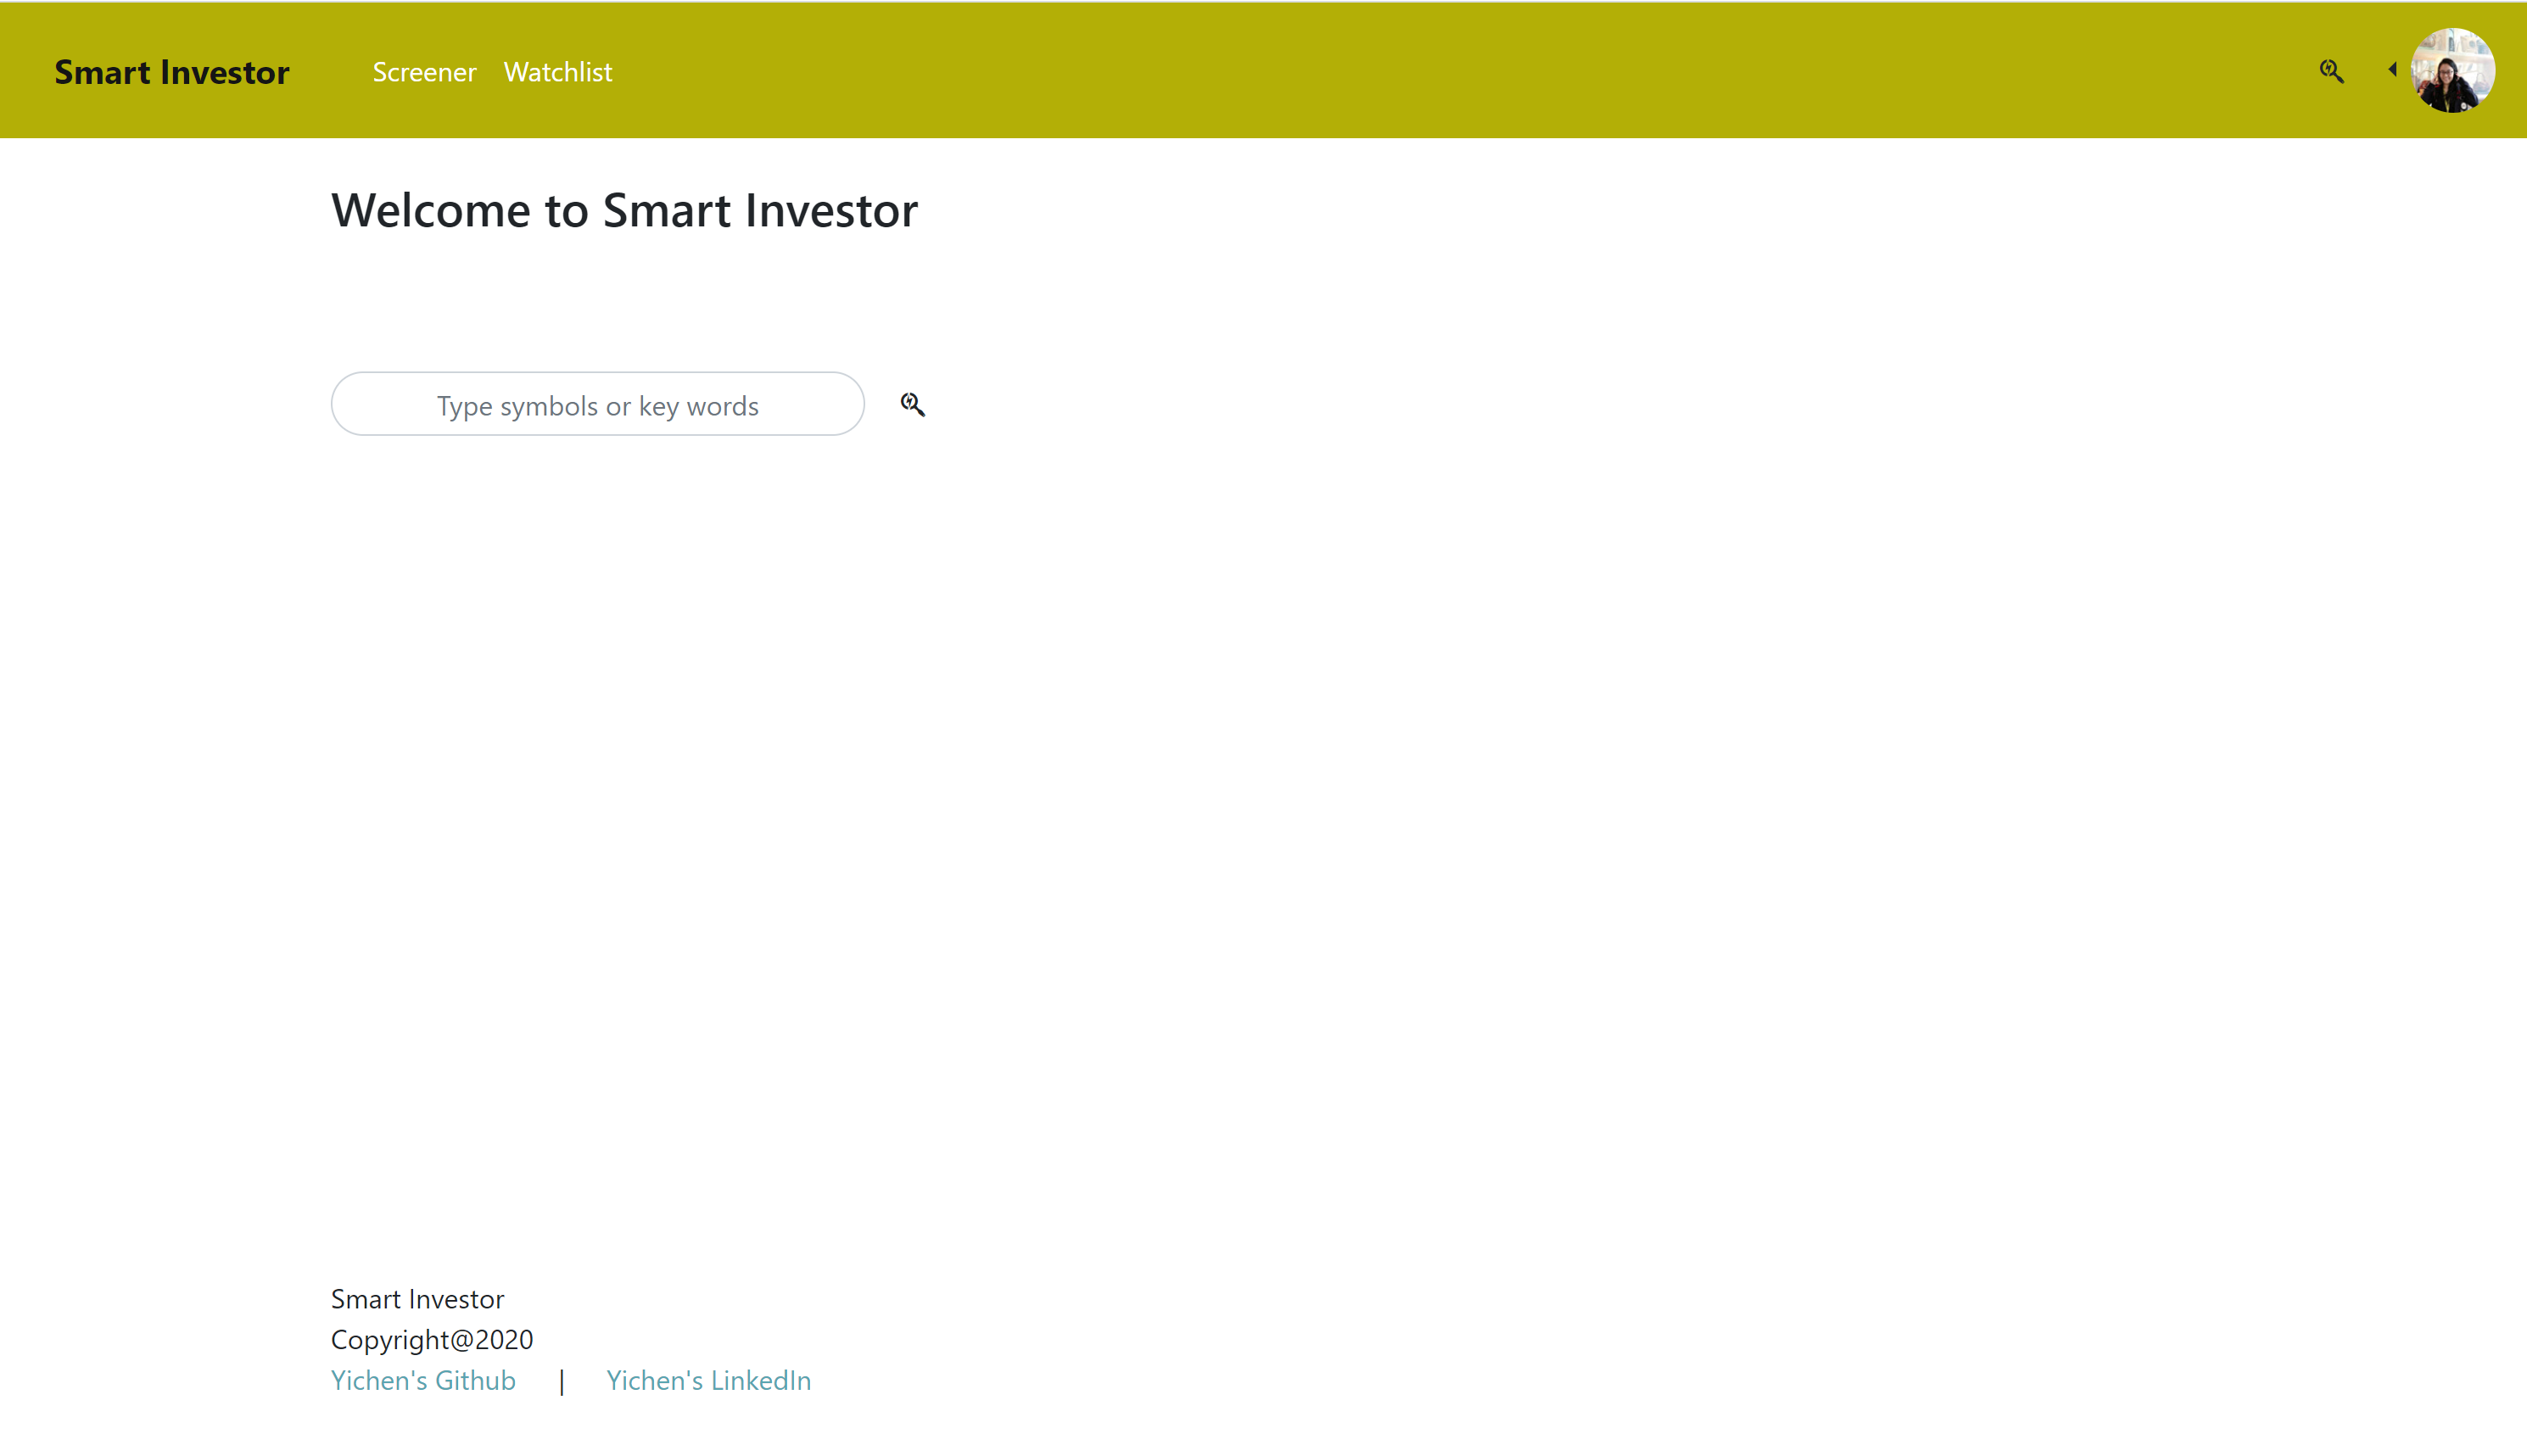 Smart Investor Screener Watchlist
Welcome to Smart Investor
Type symbols or key words
Smart Investor
Copyright@2020
Yichen's Github | Yichen's LinkedIn